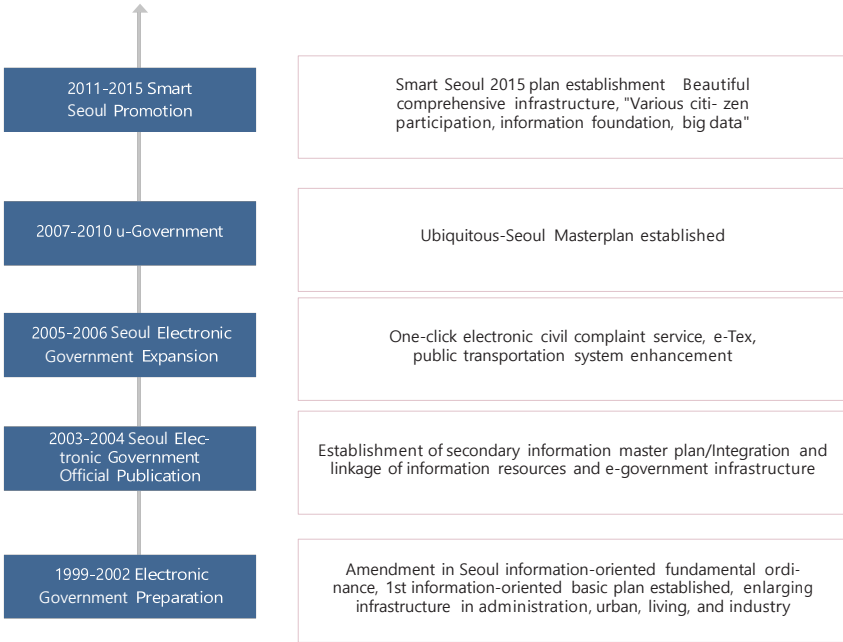 2011-2015 Smart
Seoul Promotion
Smart Seoul 2015 plan establishment Beautiful
comprehensive infrastructure, "Various citi- zen
participation, information foundation, big data"
2007-2010 u-Government
Ubiquitous-Seoul Masterplan established
2005-2006 Seoul Electronic
Government Expansion
One-click electronic civil complaint service, e-Tex,
public transportation system enhancement
2003-2004 Seoul Elec-
tronic Government
Official Publication
Establishment of secondary information master plan/Integration and
linkage of information resources and e-government infrastructure
1999-2002 Electronic
Government Preparation
Amendment in Seoul information-oriented fundamental ordi-
nance, 1st information-oriented basic plan established, enlarging
infrastructure in administration, urban, living, and industry